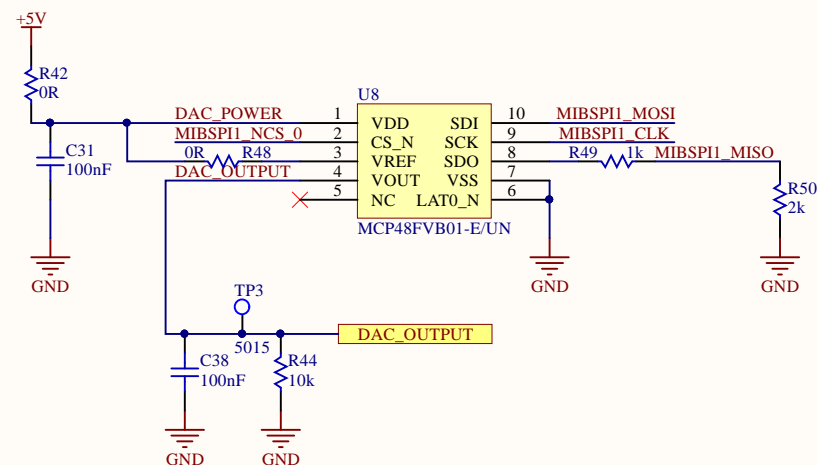 +5V
R42
0R
C31
100nF
GND
DAC_POWER
MIBSPI1_NCS_0
0R R48
DAC_OUTPUT
U8
1 VDD SDI 10
2 CS_N SCK 9
3 VREF SDO 8
4 VOUT VSS 7
5 NC LAT0_N 6
MCP48FVB01-E/UN
MIBSPI1_MOSI
MIBSPI1_CLK
R49 1k MIBSPI1_MISO
R50
2k
GND
GND
TP3
5015
DAC_OUTPUT
C38
100nF
R44
10k
GND
GND